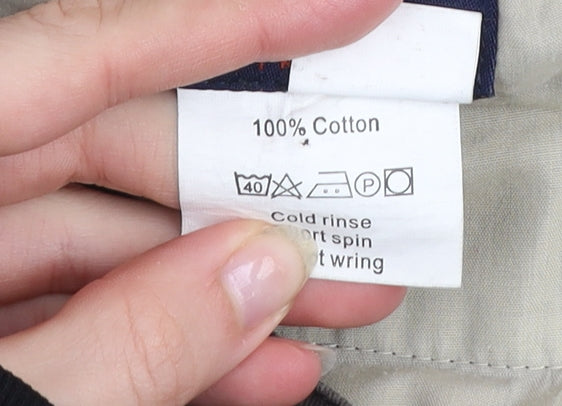 100% Cotton
40 P
Cold rinse
spin
wring